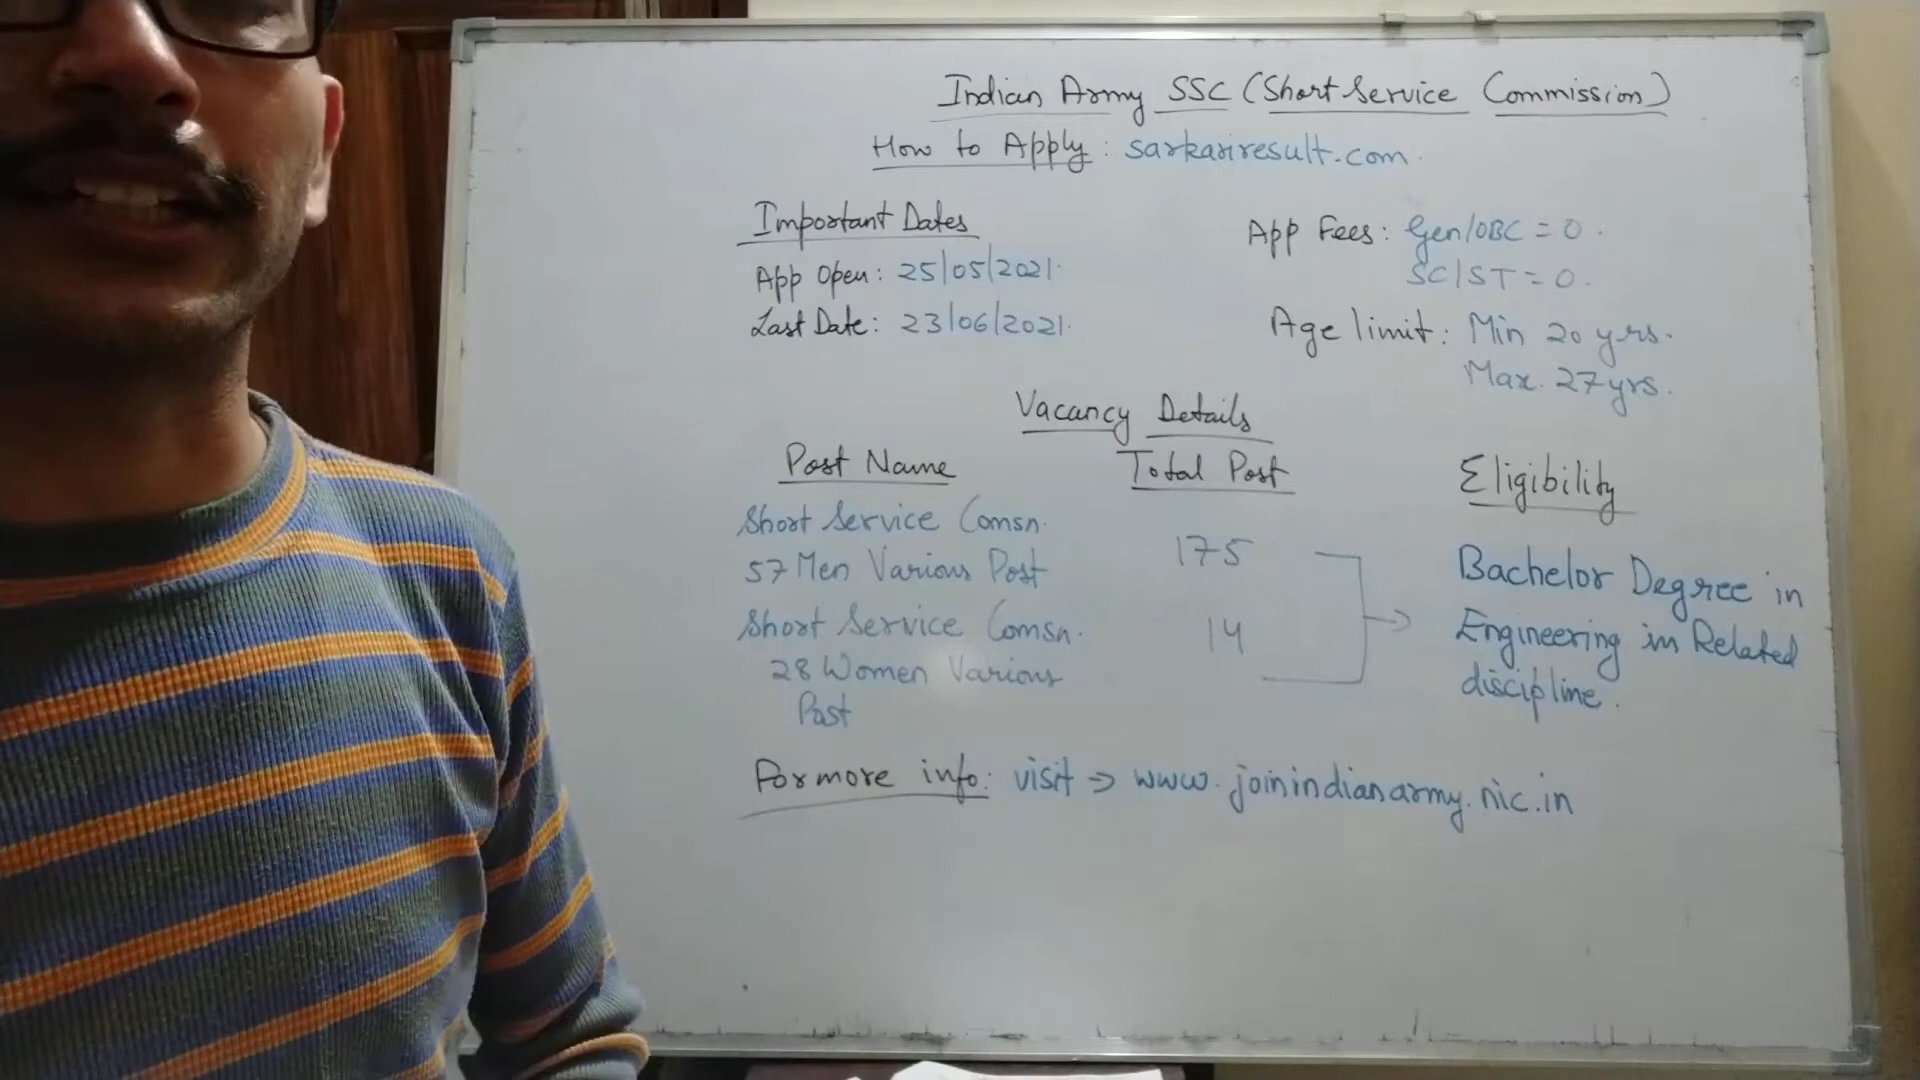 Indian Army SSC (Short Service Commission)
How to Apply : sarkariresult.com.
Important Dates
App Open: 25/05/2021.
Last Date: 23/06/2021.
App Fees: Gen/OBC = 0.
SC/ST = 0.
Age limit: Min 20 yrs.
Max. 27 yrs.
Vacancy Details
Post Name
Total Post
Eligibility
Short Service Comsn.
57 Men Various Post
175
Short Service Comsn.
28 Women Various
Post
14
Bachelor Degree in
Engineering in Related
discipline.
For more info: visit → www.joinindianarmy.nic.in